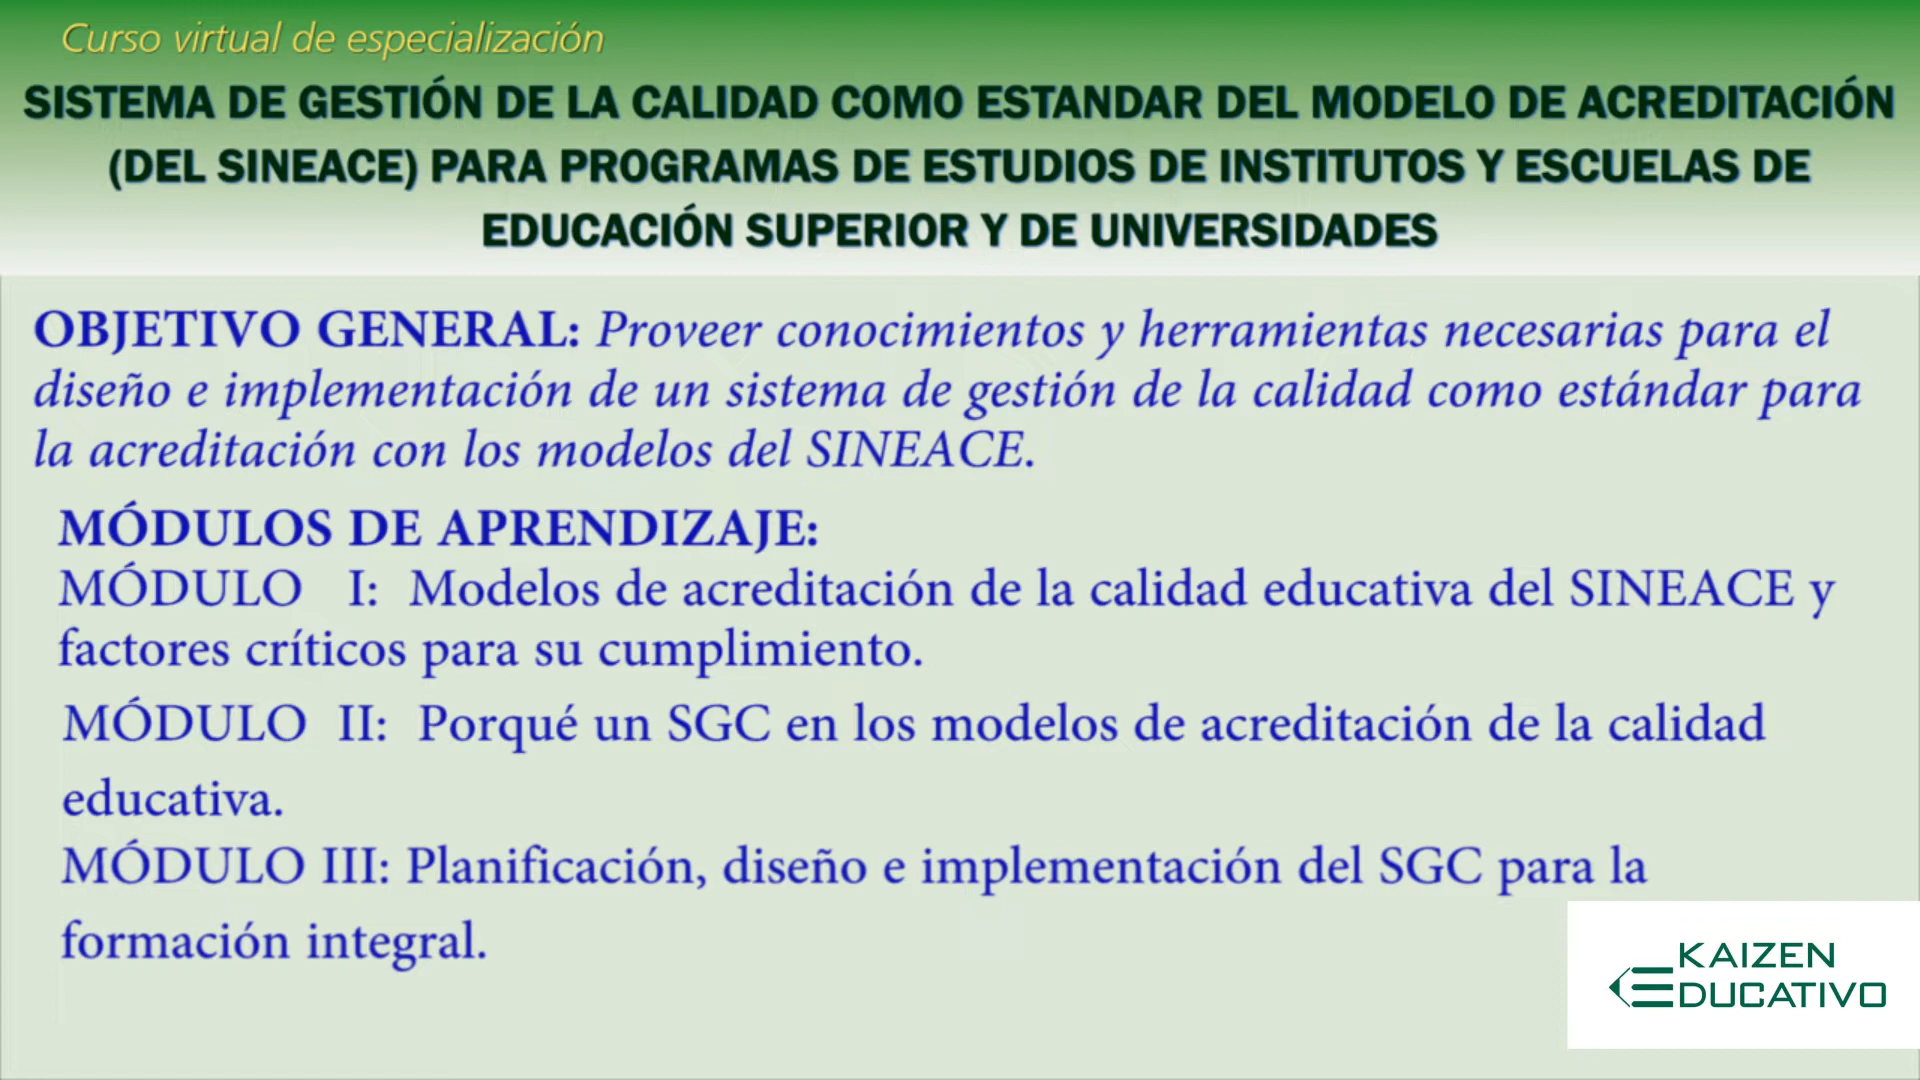 Curso virtual de especialización
SISTEMA DE GESTIÓN DE LA CALIDAD COMO ESTANDAR DEL MODELO DE ACREDITACIÓN
(DEL SINEACE) PARA PROGRAMAS DE ESTUDIOS DE INSTITUTOS Y ESCUELAS DE
EDUCACIÓN SUPERIOR Y DE UNIVERSIDADES
OBJETIVO GENERAL: Proveer conocimientos y herramientas necesarias para el
diseño e implementación de un sistema de gestión de la calidad como estándar para
la acreditación con los modelos del SINEACE.
MÓDULOS DE APRENDIZAJE:
MÓDULO I: Modelos de acreditación de la calidad educativa del SINEACE y
factores críticos para su cumplimiento.
MÓDULO II: Porqué un SGC en los modelos de acreditación de la calidad
educativa.
MÓDULO III: Planificación, diseño e implementación del SGC para la
formación integral.
KAIZEN
EDUCATIVO